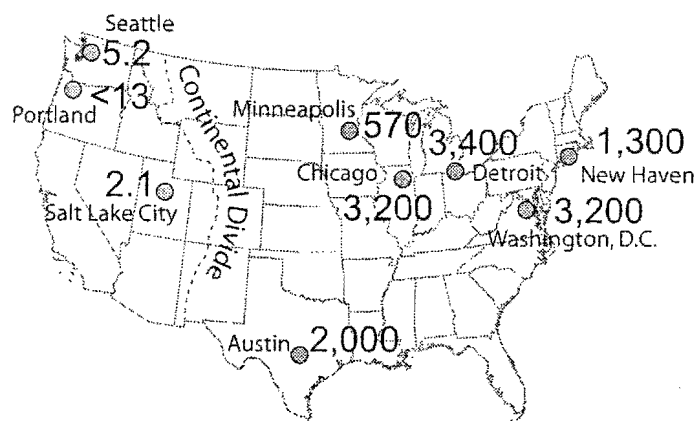 Seattle
5.2
<13
Portland
Continental Divide
Minneapolis
570
3,400
1,300
Chicago
Detroit
New Haven
2.1
3,200
Salt Lake City
3,200
Washington, D.C.
Austin
2,000